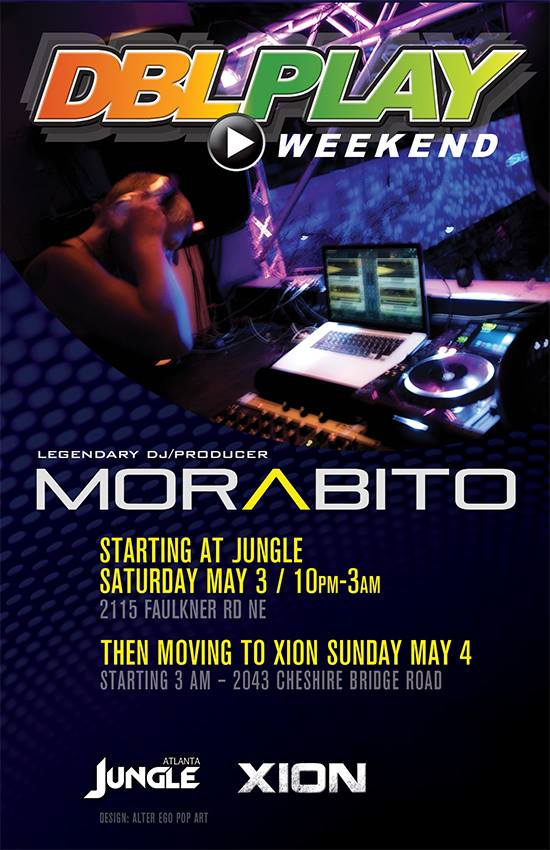 DBLPLAY
WEEKEND
LEGENDARY DJ/PRODUCER
MORΛBITO
STARTING AT JUNGLE
SATURDAY MAY 3 / 10PM-3AM
2115 FAULKNER RD NE
THEN MOVING TO XION SUNDAY MAY 4
STARTING 3 AM – 2043 CHESHIRE BRIDGE ROAD
ATLANTA
JUNGLE
XION
DESIGN: ALTER EGO POP ART